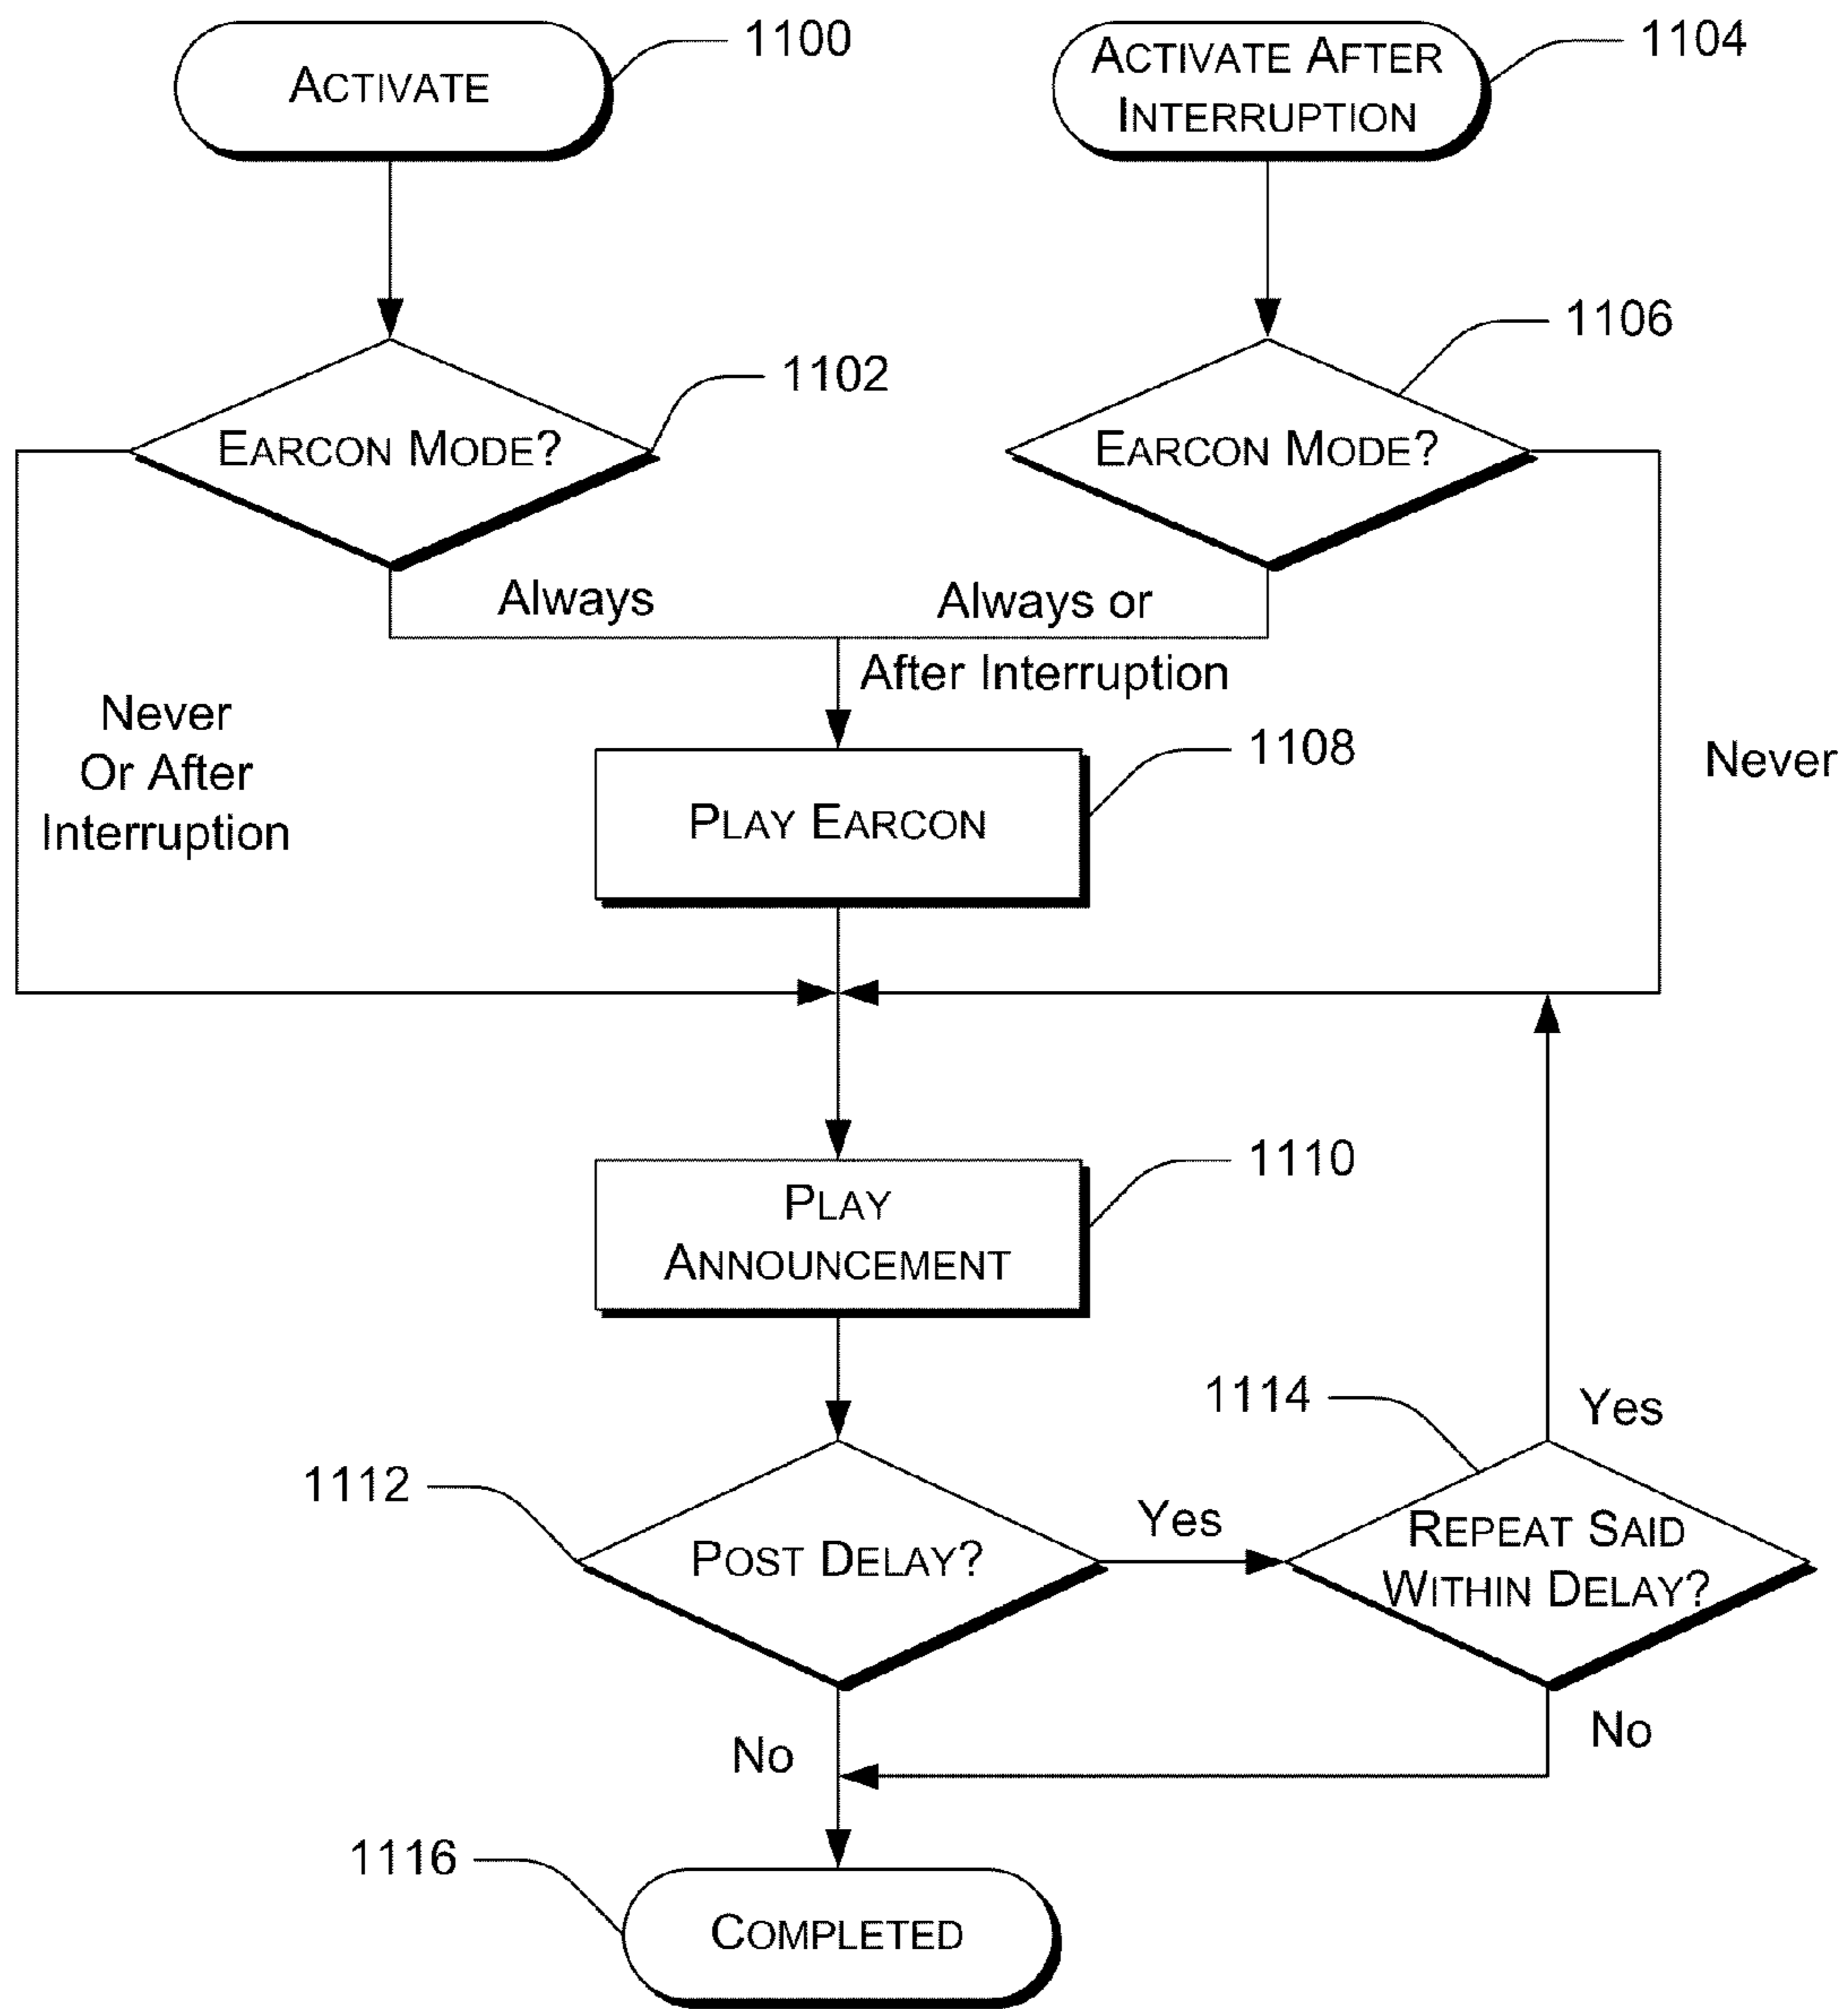 ACTIVATE
1100
ACTIVATE AFTER
INTERRUPTION
1104
EARCON MODE?
1102
EARCON MODE?
1106
Always
Always or
After Interruption
Never
Or After
Interruption
Never
PLAY EARCON
1108
PLAY
ANNOUNCEMENT
1110
POST DELAY?
1112
Yes
REPEAT SAID
WITHIN DELAY?
1114
Yes
No
No
COMPLETED
1116